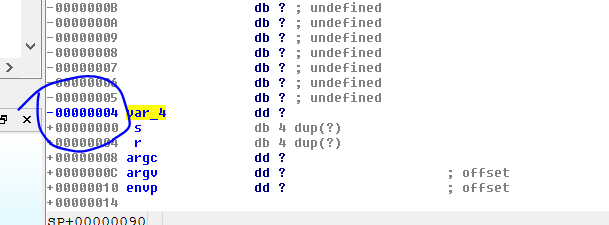 -0000000B db ? ; undefined
-0000000A db ? ; undefined
-00000009 db ? ; undefined
-00000008 db ? ; undefined
-00000007 db ? ; undefined
-00000006 db ? ; undefined
-00000005 db ? ; undefined
-00000004 var_4 dd ?
+00000000 s db 4 dup(?)
+00000004 r db 4 dup(?)
+00000008 argc dd ?
+0000000C argv dd ? ; offset
+00000010 envp dd ? ; offset
+00000014
SP+00000090